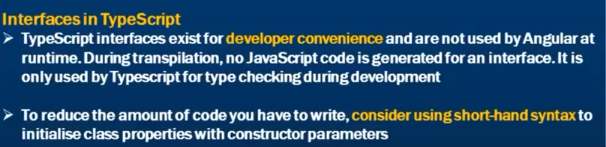 Interfaces in TypeScript
➤ TypeScript interfaces exist for developer convenience and are not used by Angular at
runtime. During transpilation, no JavaScript code is generated for an interface. It is
only used by Typescript for type checking during development
➤ To reduce the amount of code you have to write, consider using short-hand syntax to
initialise class properties with constructor parameters